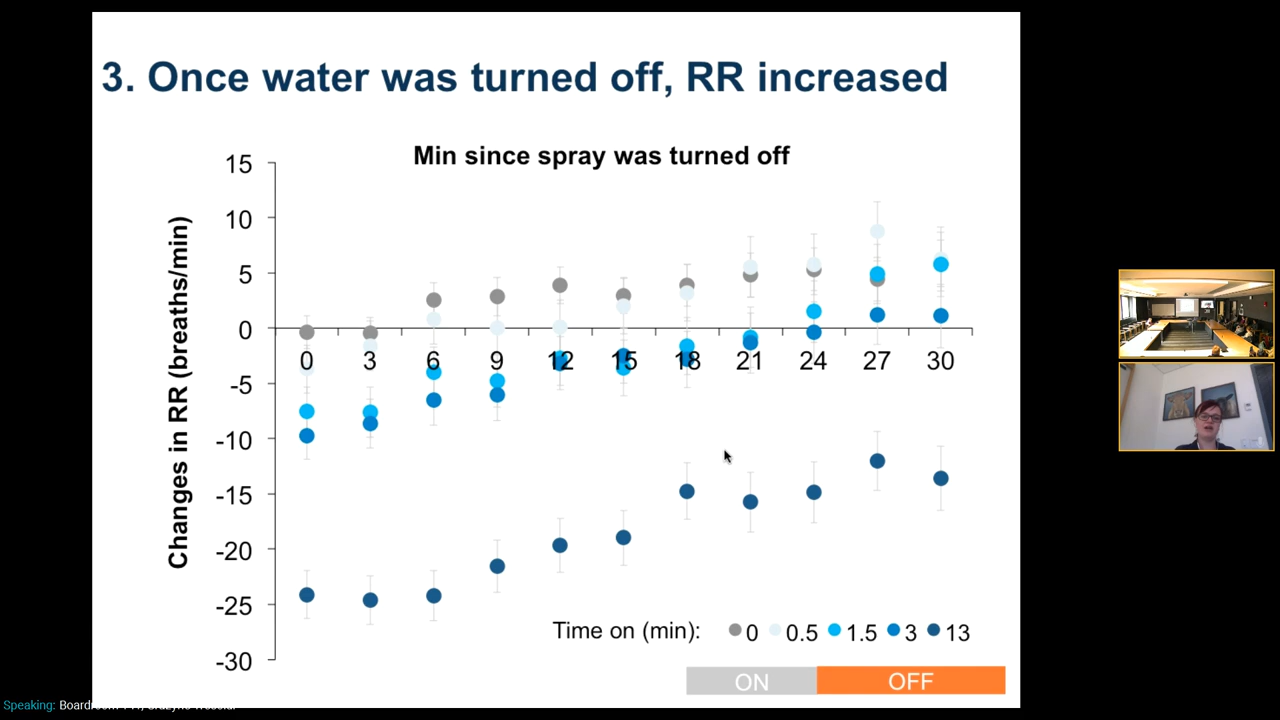 3. Once water was turned off, RR increased
Min since spray was turned off
Changes in RR (breaths/min)
15
10
5
0
-5
-10
-15
-20
-25
-30
0 3 6 9 12 15 18 21 24 27 30
Time on (min): 0 0.5 1.5 3 13
ON OFF
Speaking: